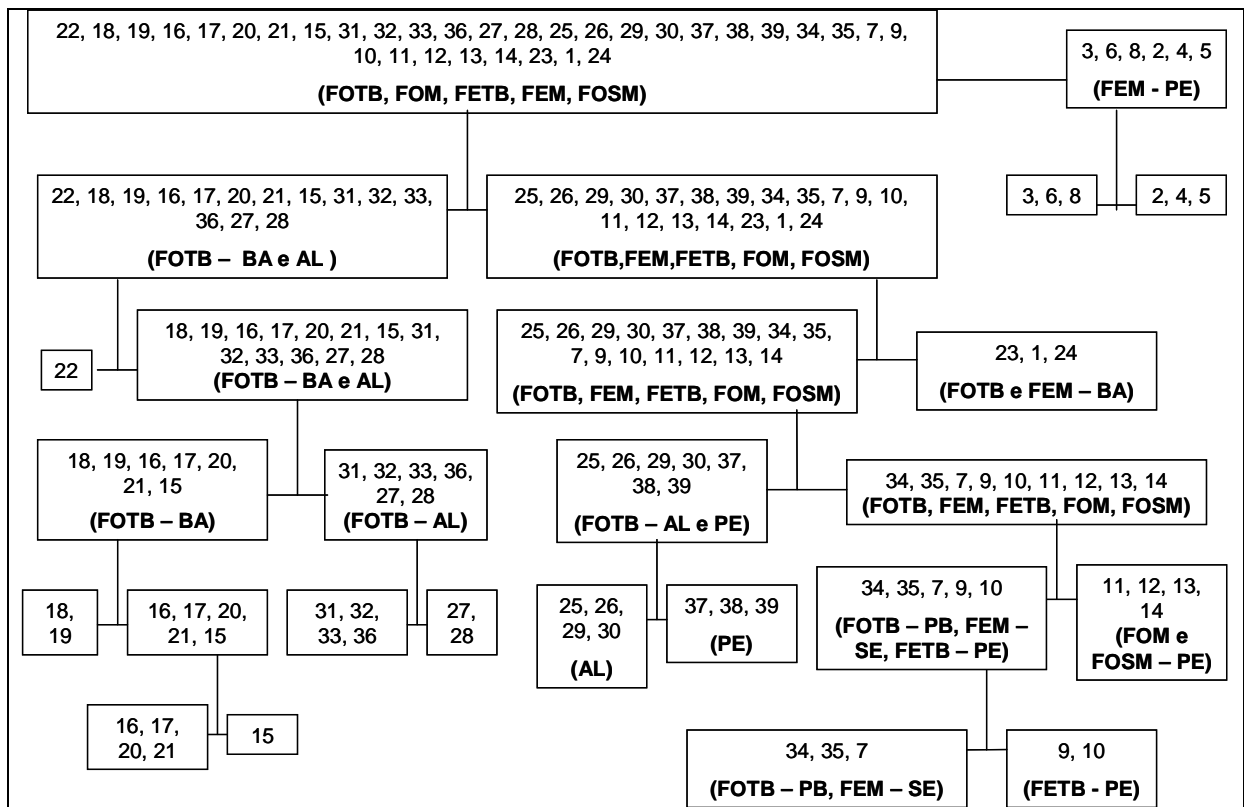 22, 18, 19, 16, 17, 20, 21, 15, 31, 32, 33, 36, 27, 28, 25, 26, 29, 30, 37, 38, 39, 34, 35, 7, 9,
10, 11, 12, 13, 14, 23, 1, 24
(FOTB, FOM, FETB, FEM, FOSM)
3, 6, 8, 2, 4, 5
(FEM - PE)
22, 18, 19, 16, 17, 20, 21, 15, 31, 32, 33,
36, 27, 28
(FOTB – BA e AL )
25, 26, 29, 30, 37, 38, 39, 34, 35, 7, 9, 10,
11, 12, 13, 14, 23, 1, 24
(FOTB,FEM,FETB, FOM, FOSM)
3, 6, 8
2, 4, 5
22
18, 19, 16, 17, 20, 21, 15, 31,
32, 33, 36, 27, 28
(FOTB – BA e AL)
25, 26, 29, 30, 37, 38, 39, 34, 35,
7, 9, 10, 11, 12, 13, 14
(FOTB, FEM, FETB, FOM, FOSM)
23, 1, 24
(FOTB e FEM – BA)
18, 19, 16, 17, 20,
21, 15
(FOTB – BA)
31, 32, 33, 36,
27, 28
(FOTB – AL)
25, 26, 29, 30, 37,
38, 39
(FOTB – AL e PE)
34, 35, 7, 9, 10, 11, 12, 13, 14
(FOTB, FEM, FETB, FOM, FOSM)
18,
19
16, 17, 20,
21, 15
31, 32,
33, 36
27,
28
25, 26,
29, 30
(AL)
37, 38, 39
(PE)
34, 35, 7, 9, 10
(FOTB – PB, FEM –
SE, FETB – PE)
11, 12, 13,
14
(FOM e
FOSM – PE)
16, 17,
20, 21
15
34, 35, 7
(FOTB – PB, FEM – SE)
9, 10
(FETB - PE)